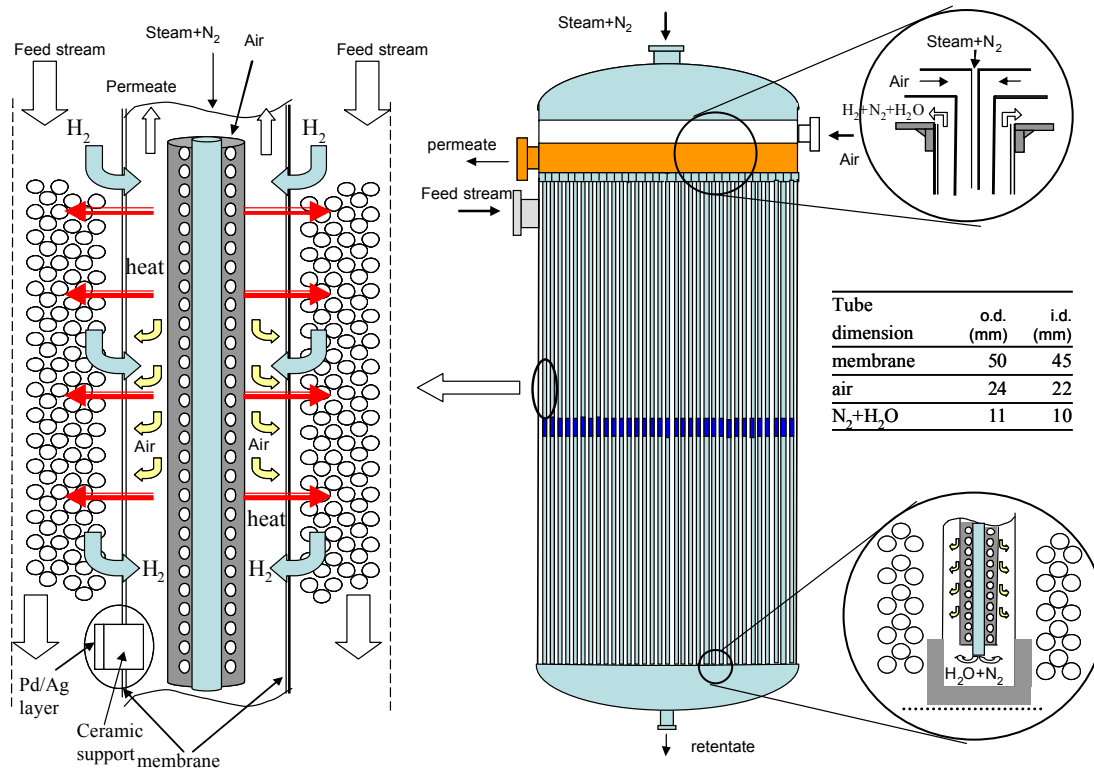 Feed stream
Steam+N2
Air
Feed stream
Permeate
H2
H2
heat
Air
Air
heat
H2
H2
Pd/Ag
layer
Ceramic
support
membrane
Steam+N2
permeate
Air
Feed stream
retentate
Steam+N2
Air
H2+N2+H2O
Tube
dimension
o.d.
(mm)
i.d.
(mm)
membrane 50 45
air 24 22
N2+H2O 11 10
H2O+N2